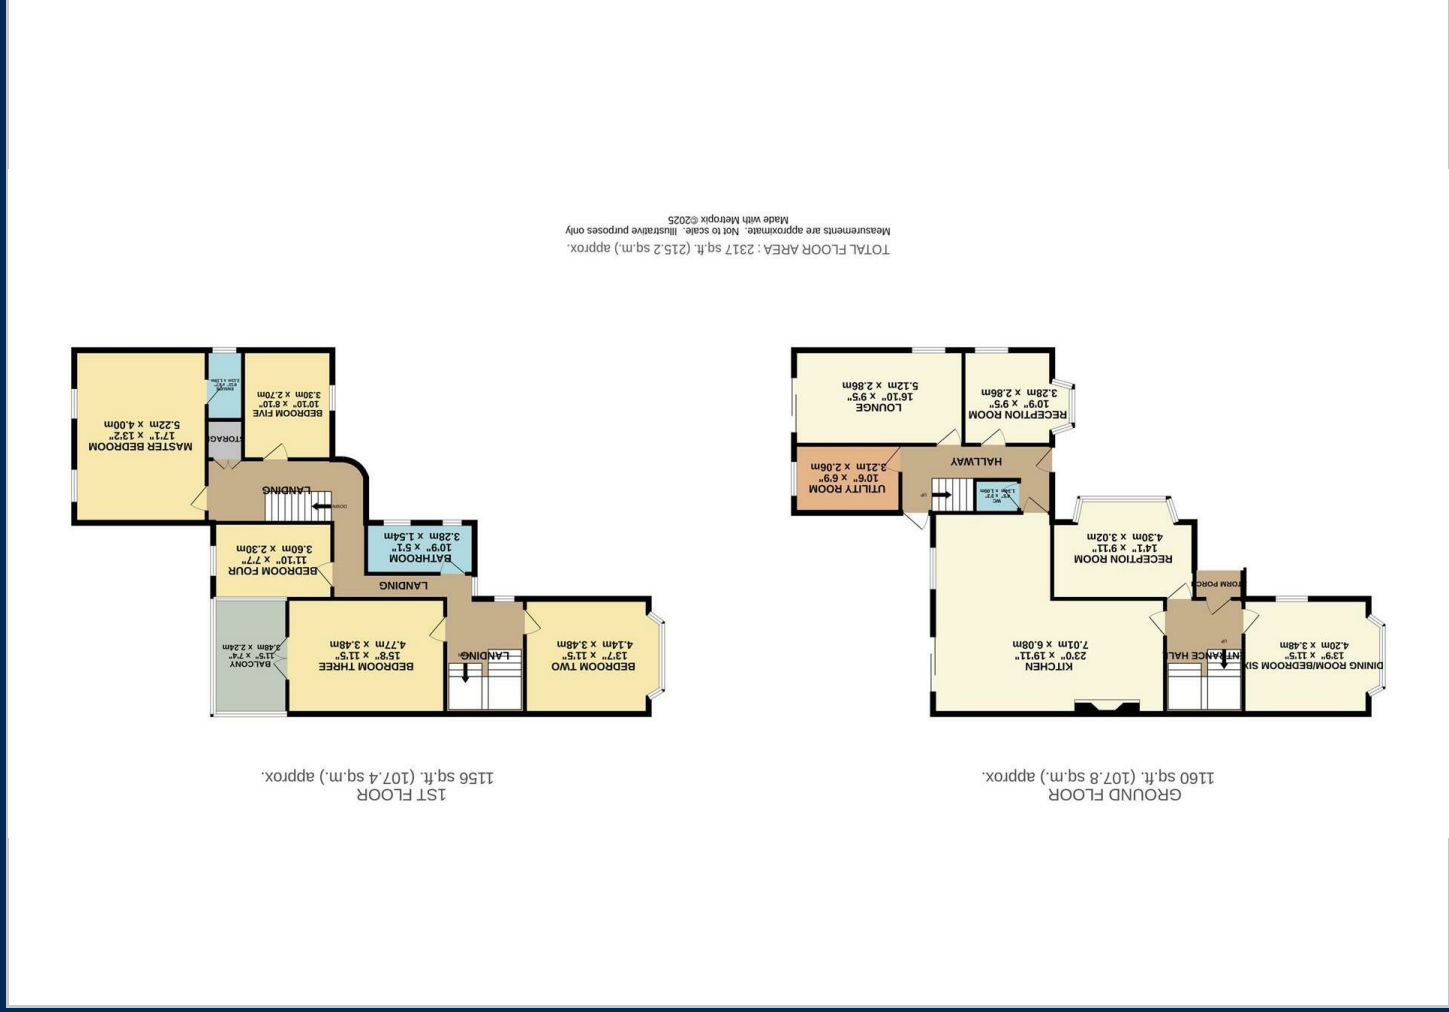 GROUND FLOOR
1160 sq.ft. (107.8 sq.m.) approx.
DINING ROOM/BEDROOM SIX
13'9" x 11'5"
4.20m x 3.48m
ENTRANCE HALL
UP
STORM PORCH
KITCHEN
23'0" x 19'11"
7.01m x 6.08m
RECEPTION ROOM
14'1" x 9'11"
4.30m x 3.02m
WC
UP
UTILITY ROOM
10'6" x 6'9"
3.21m x 2.06m
HALLWAY
RECEPTION ROOM
10'9" x 9'5"
3.28m x 2.86m
LOUNGE
16'10" x 9'5"
5.12m x 2.86m
1ST FLOOR
1156 sq.ft. (107.4 sq.m.) approx.
BEDROOM TWO
13'7" x 11'5"
4.14m x 3.48m
LANDING
BEDROOM THREE
15'8" x 11'5"
4.77m x 3.48m
BALCONY
11'5" x 7'4"
3.48m x 2.24m
LANDING
BATHROOM
10'9" x 5'1"
3.28m x 1.54m
BEDROOM FOUR
11'10" x 7'7"
3.60m x 2.30m
DOWN
LANDING
STORAGE
MASTER BEDROOM
17'1" x 13'2"
5.22m x 4.00m
BEDROOM FIVE
10'10" x 8'10"
3.30m x 2.70m
ENSUITE
TOTAL FLOOR AREA : 2317 sq.ft. (215.2 sq.m.) approx.
Measurements are approximate. Not to scale. Illustrative purposes only
Made with Metropix ©2025